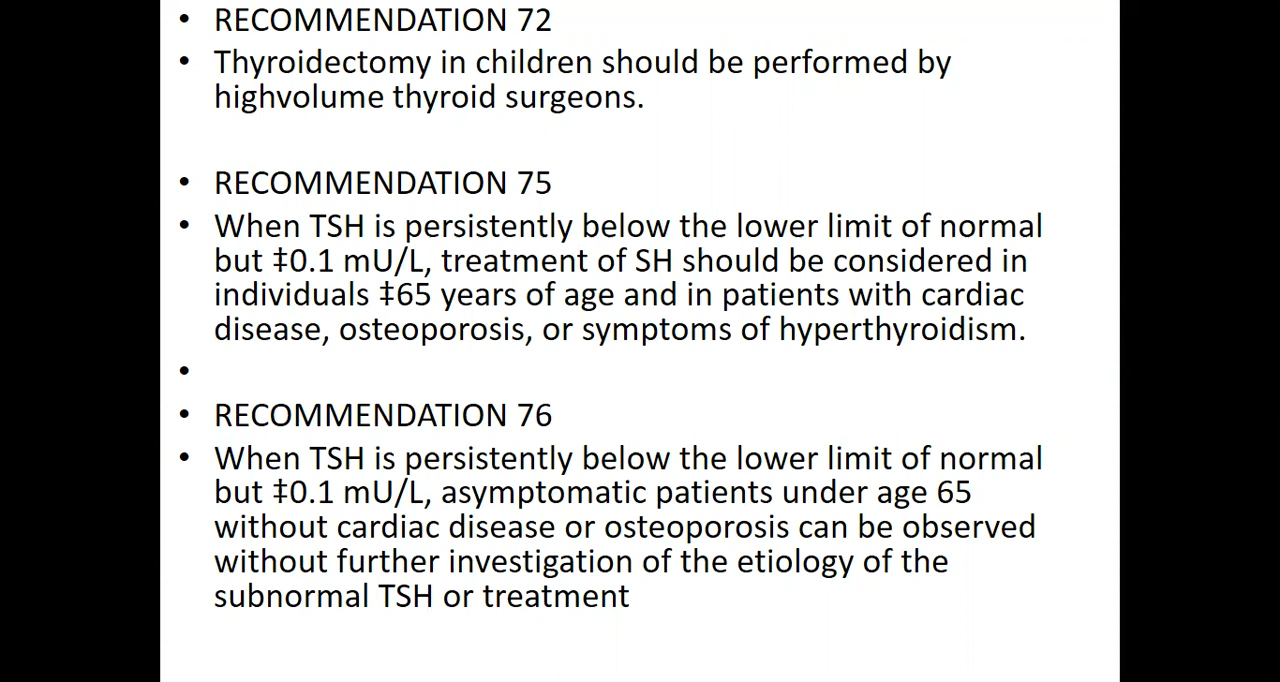 • RECOMMENDATION 72
• Thyroidectomy in children should be performed by
highvolume thyroid surgeons.
• RECOMMENDATION 75
• When TSH is persistently below the lower limit of normal
but ‡0.1 mU/L, treatment of SH should be considered in
individuals ‡65 years of age and in patients with cardiac
disease, osteoporosis, or symptoms of hyperthyroidism.
•
• RECOMMENDATION 76
• When TSH is persistently below the lower limit of normal
but ‡0.1 mU/L, asymptomatic patients under age 65
without cardiac disease or osteoporosis can be observed
without further investigation of the etiology of the
subnormal TSH or treatment